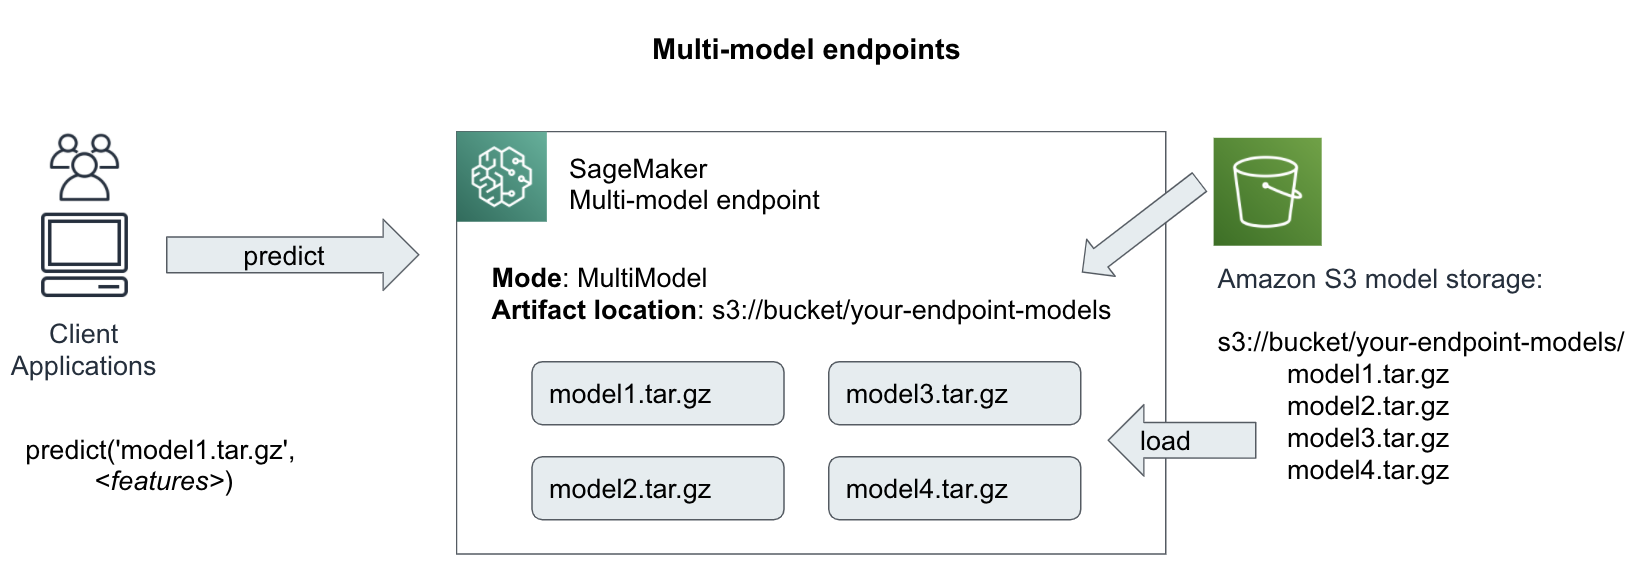 Multi-model endpoints
SageMaker
Multi-model endpoint
predict
Client
Applications
predict('model1.tar.gz',
<features>)
Mode: MultiModel
Artifact location: s3://bucket/your-endpoint-models
model1.tar.gz
model3.tar.gz
model2.tar.gz
model4.tar.gz
load
Amazon S3 model storage:
s3://bucket/your-endpoint-models/
model1.tar.gz
model2.tar.gz
model3.tar.gz
model4.tar.gz